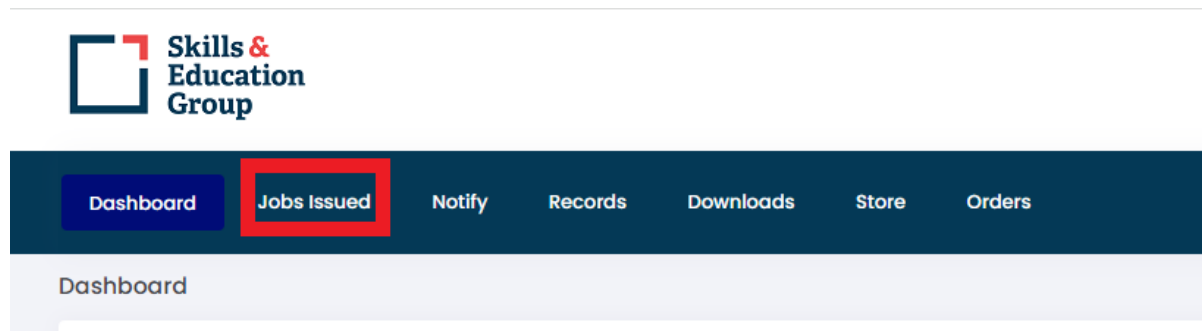 Skills &
Education
Group
Dashboard Jobs Issued Notify Records Downloads Store Orders
Dashboard